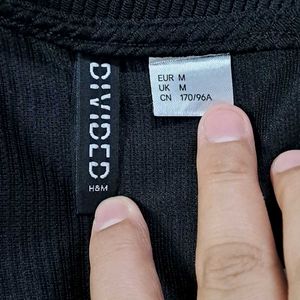 DIVIDED
H&M
EUR M
UK M
CN 170/96A